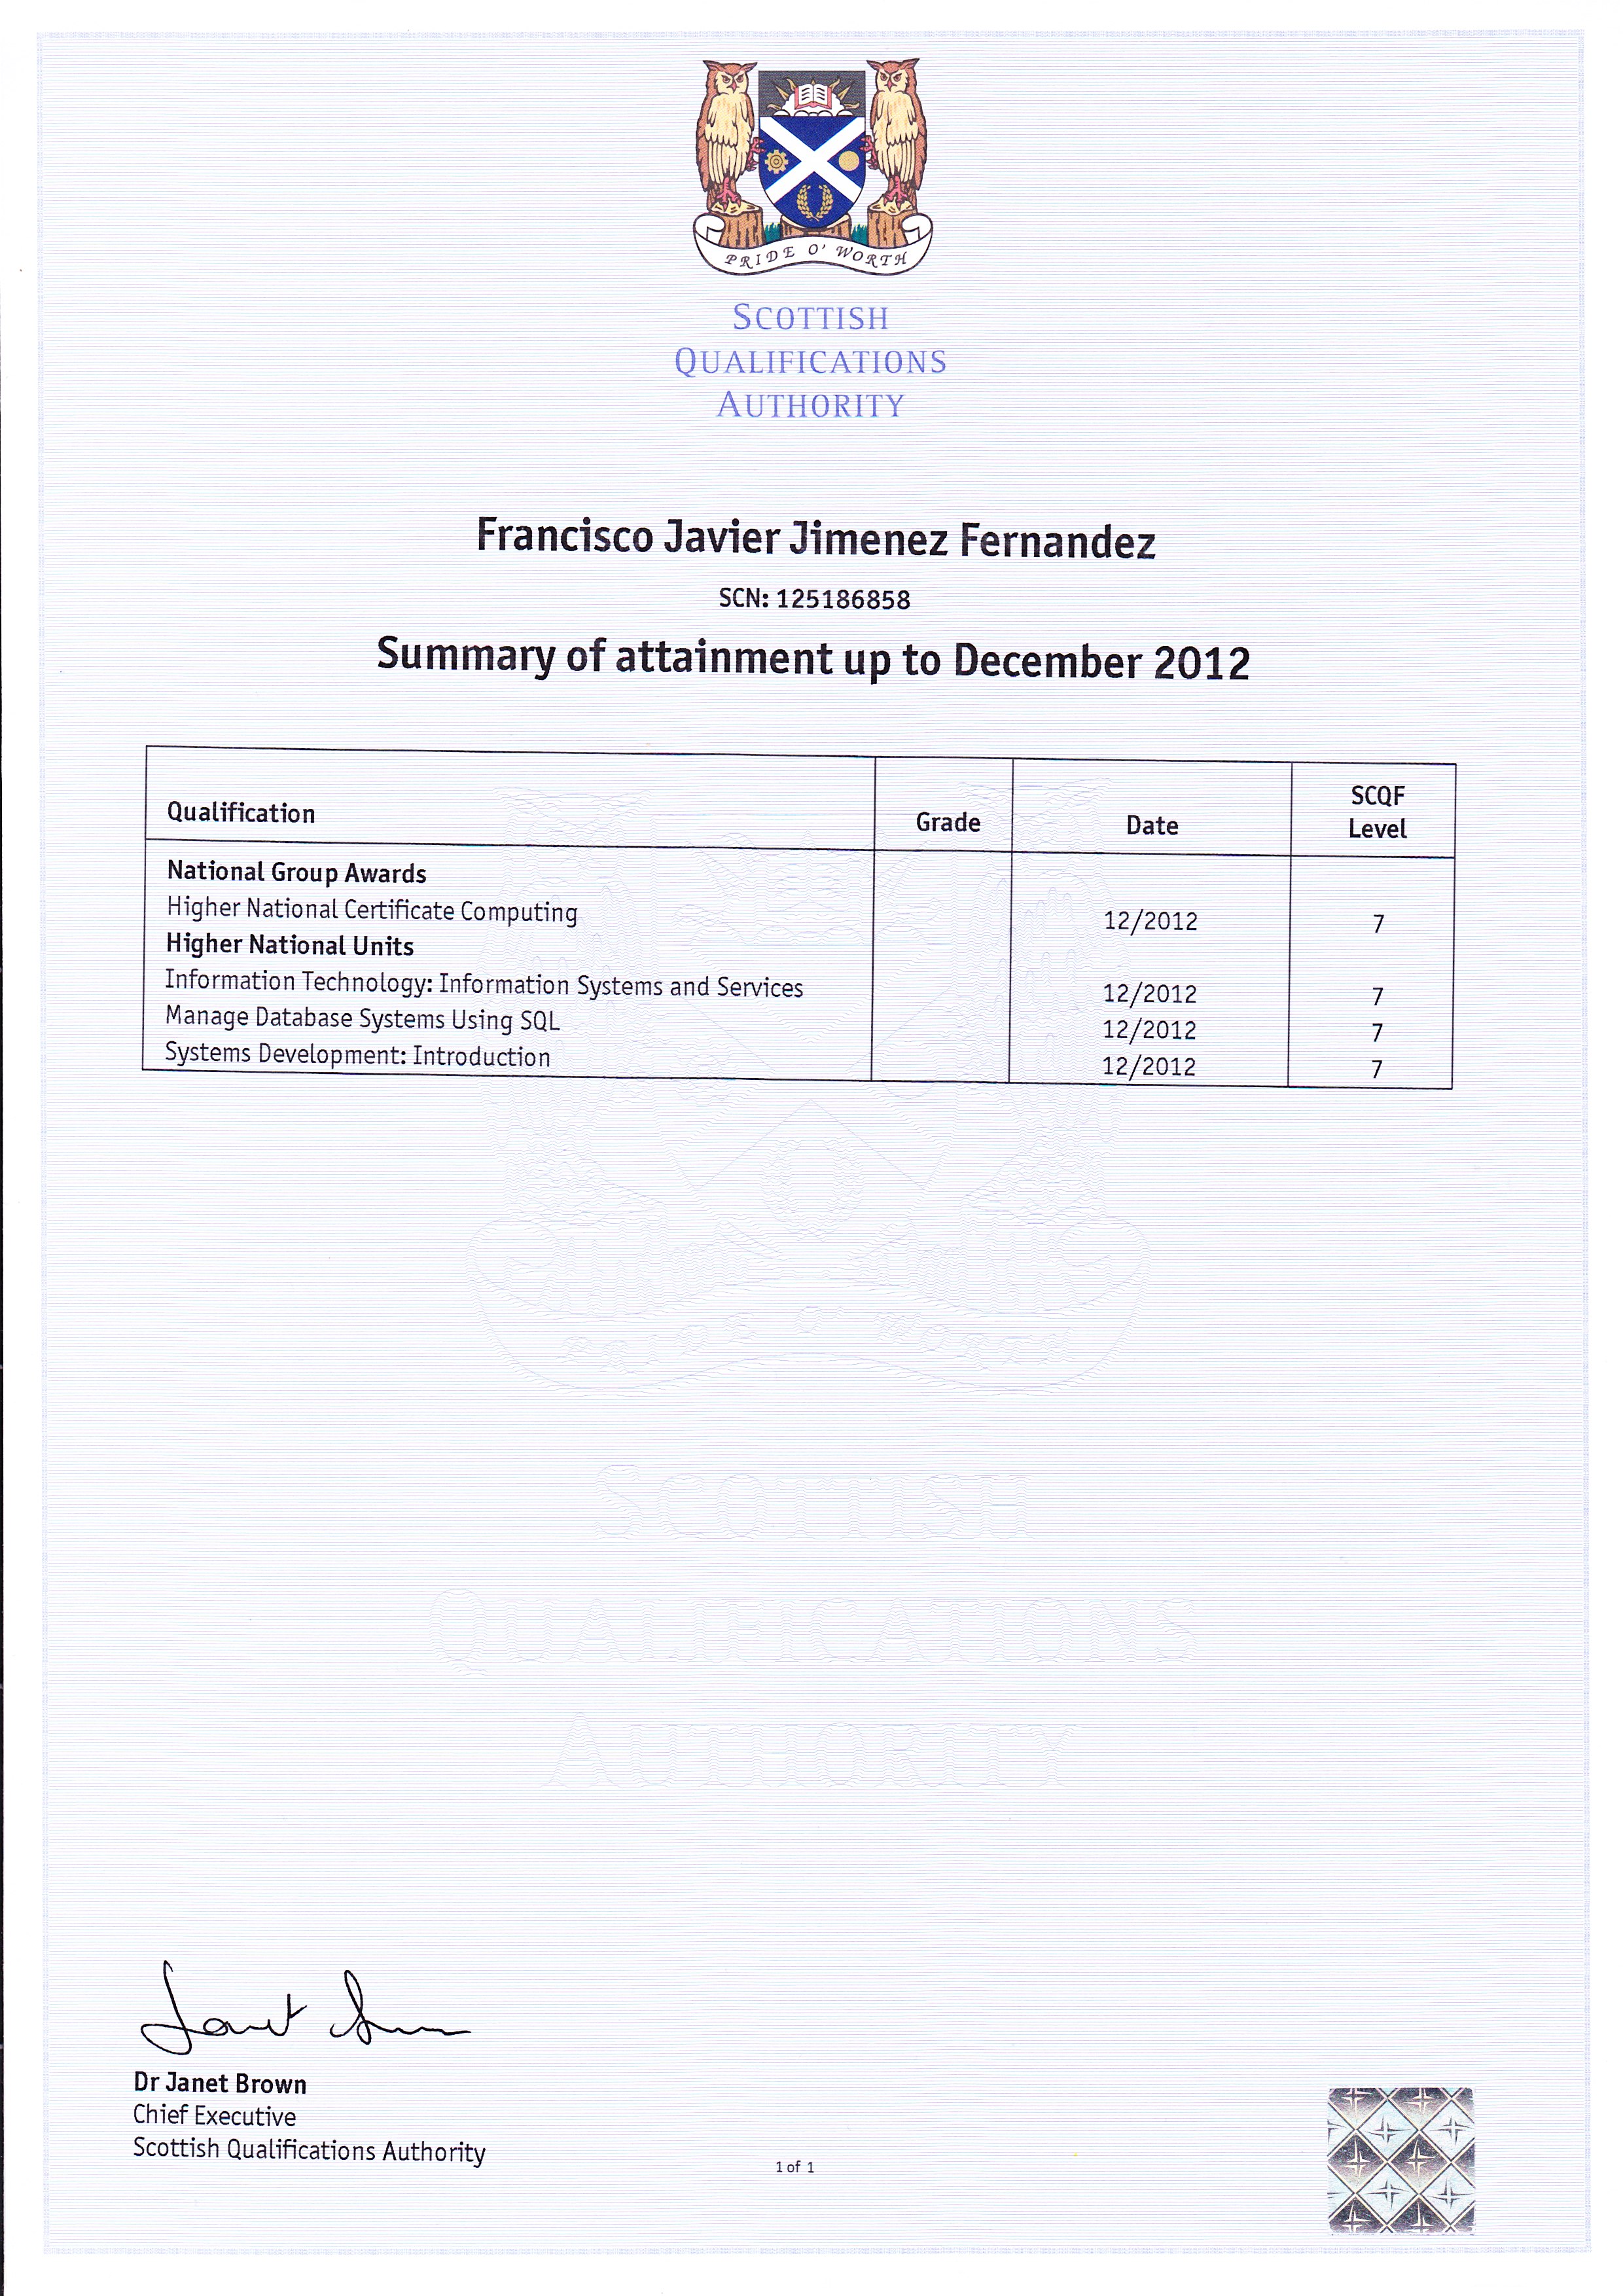 PRIDE O' WORTH
SCOTTISH
QUALIFICATIONS
AUTHORITY
Francisco Javier Jimenez Fernandez
SCN: 125186858
Summary of attainment up to December 2012
Qualification Grade Date SCQF Level
National Group Awards
Higher National Certificate Computing 12/2012 7
Higher National Units
Information Technology: Information Systems and Services 12/2012 7
Manage Database Systems Using SQL 12/2012 7
Systems Development: Introduction 12/2012 7
PRIDE O' WORTH
SCOTTISH
QUALIFICATIONS
AUTHORITY
Dr Janet Brown
Chief Executive
Scottish Qualifications Authority
1 of 1